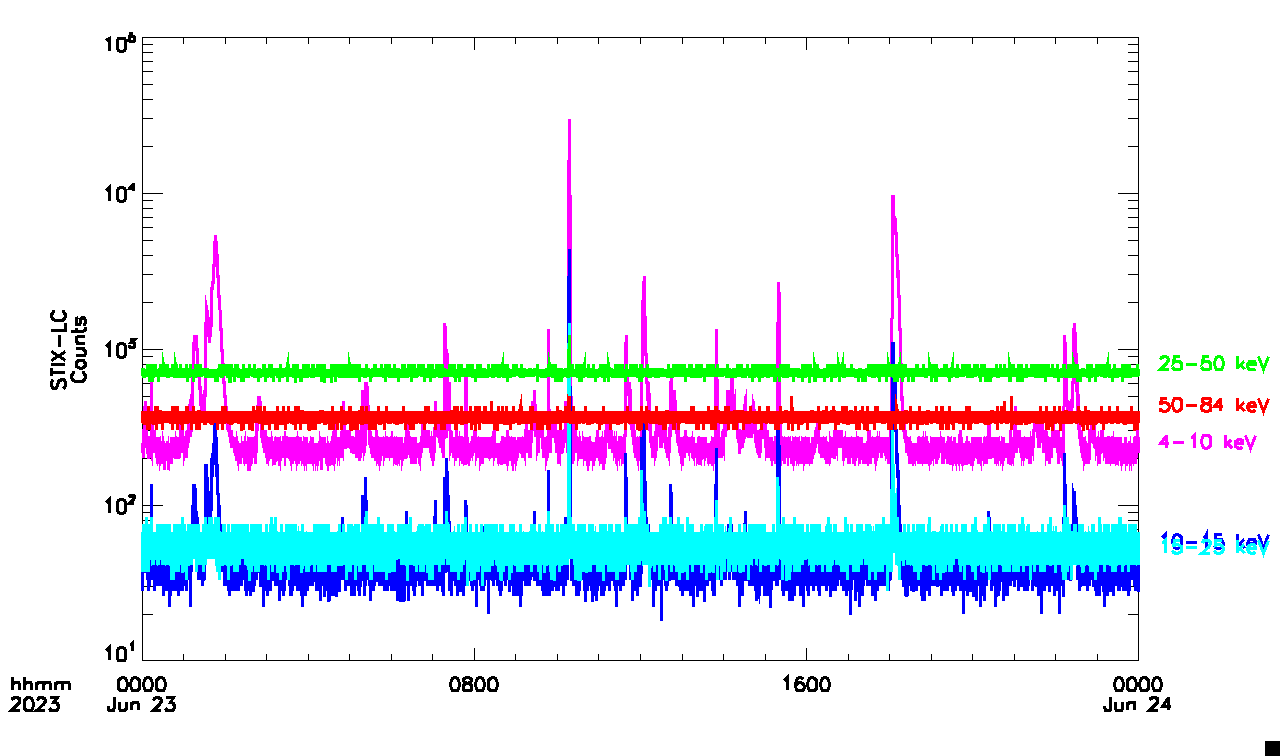 10⁶
10⁴
10³
10²
10¹
STIX-LC
Counts
25-50 keV
50-84 keV
4-10 keV
10-15 keV
15-25 keV
hhmm 0000 0800 1600 0000
2023 Jun 23 Jun 24